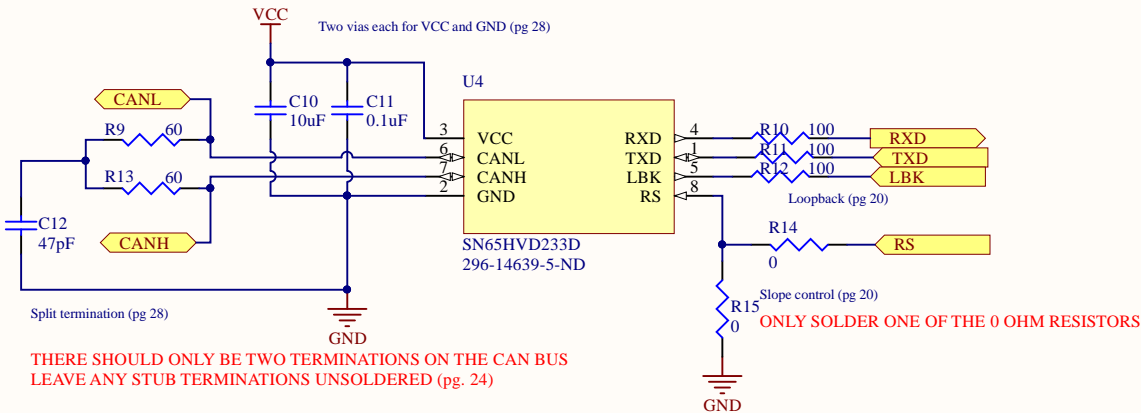 VCC
Two vias each for VCC and GND (pg 28)
U4
CANL
C10
10uF
C11
0.1uF
R9 60
R13 60
C12
47pF
CANH
3 VCC
6 CANL
7 CANH
2 GND
RXD 4
TXD 1
LBK 5
RS 8
SN65HVD233D
296-14639-5-ND
R10 100 RXD
R11 100 TXD
R12 100 LBK
Loopback (pg 20)
R14
0
RS
R15
0
Slope control (pg 20)
ONLY SOLDER ONE OF THE 0 OHM RESISTORS
Split termination (pg 28)
GND
THERE SHOULD ONLY BE TWO TERMINATIONS ON THE CAN BUS
LEAVE ANY STUB TERMINATIONS UNSOLDERED (pg. 24)
GND